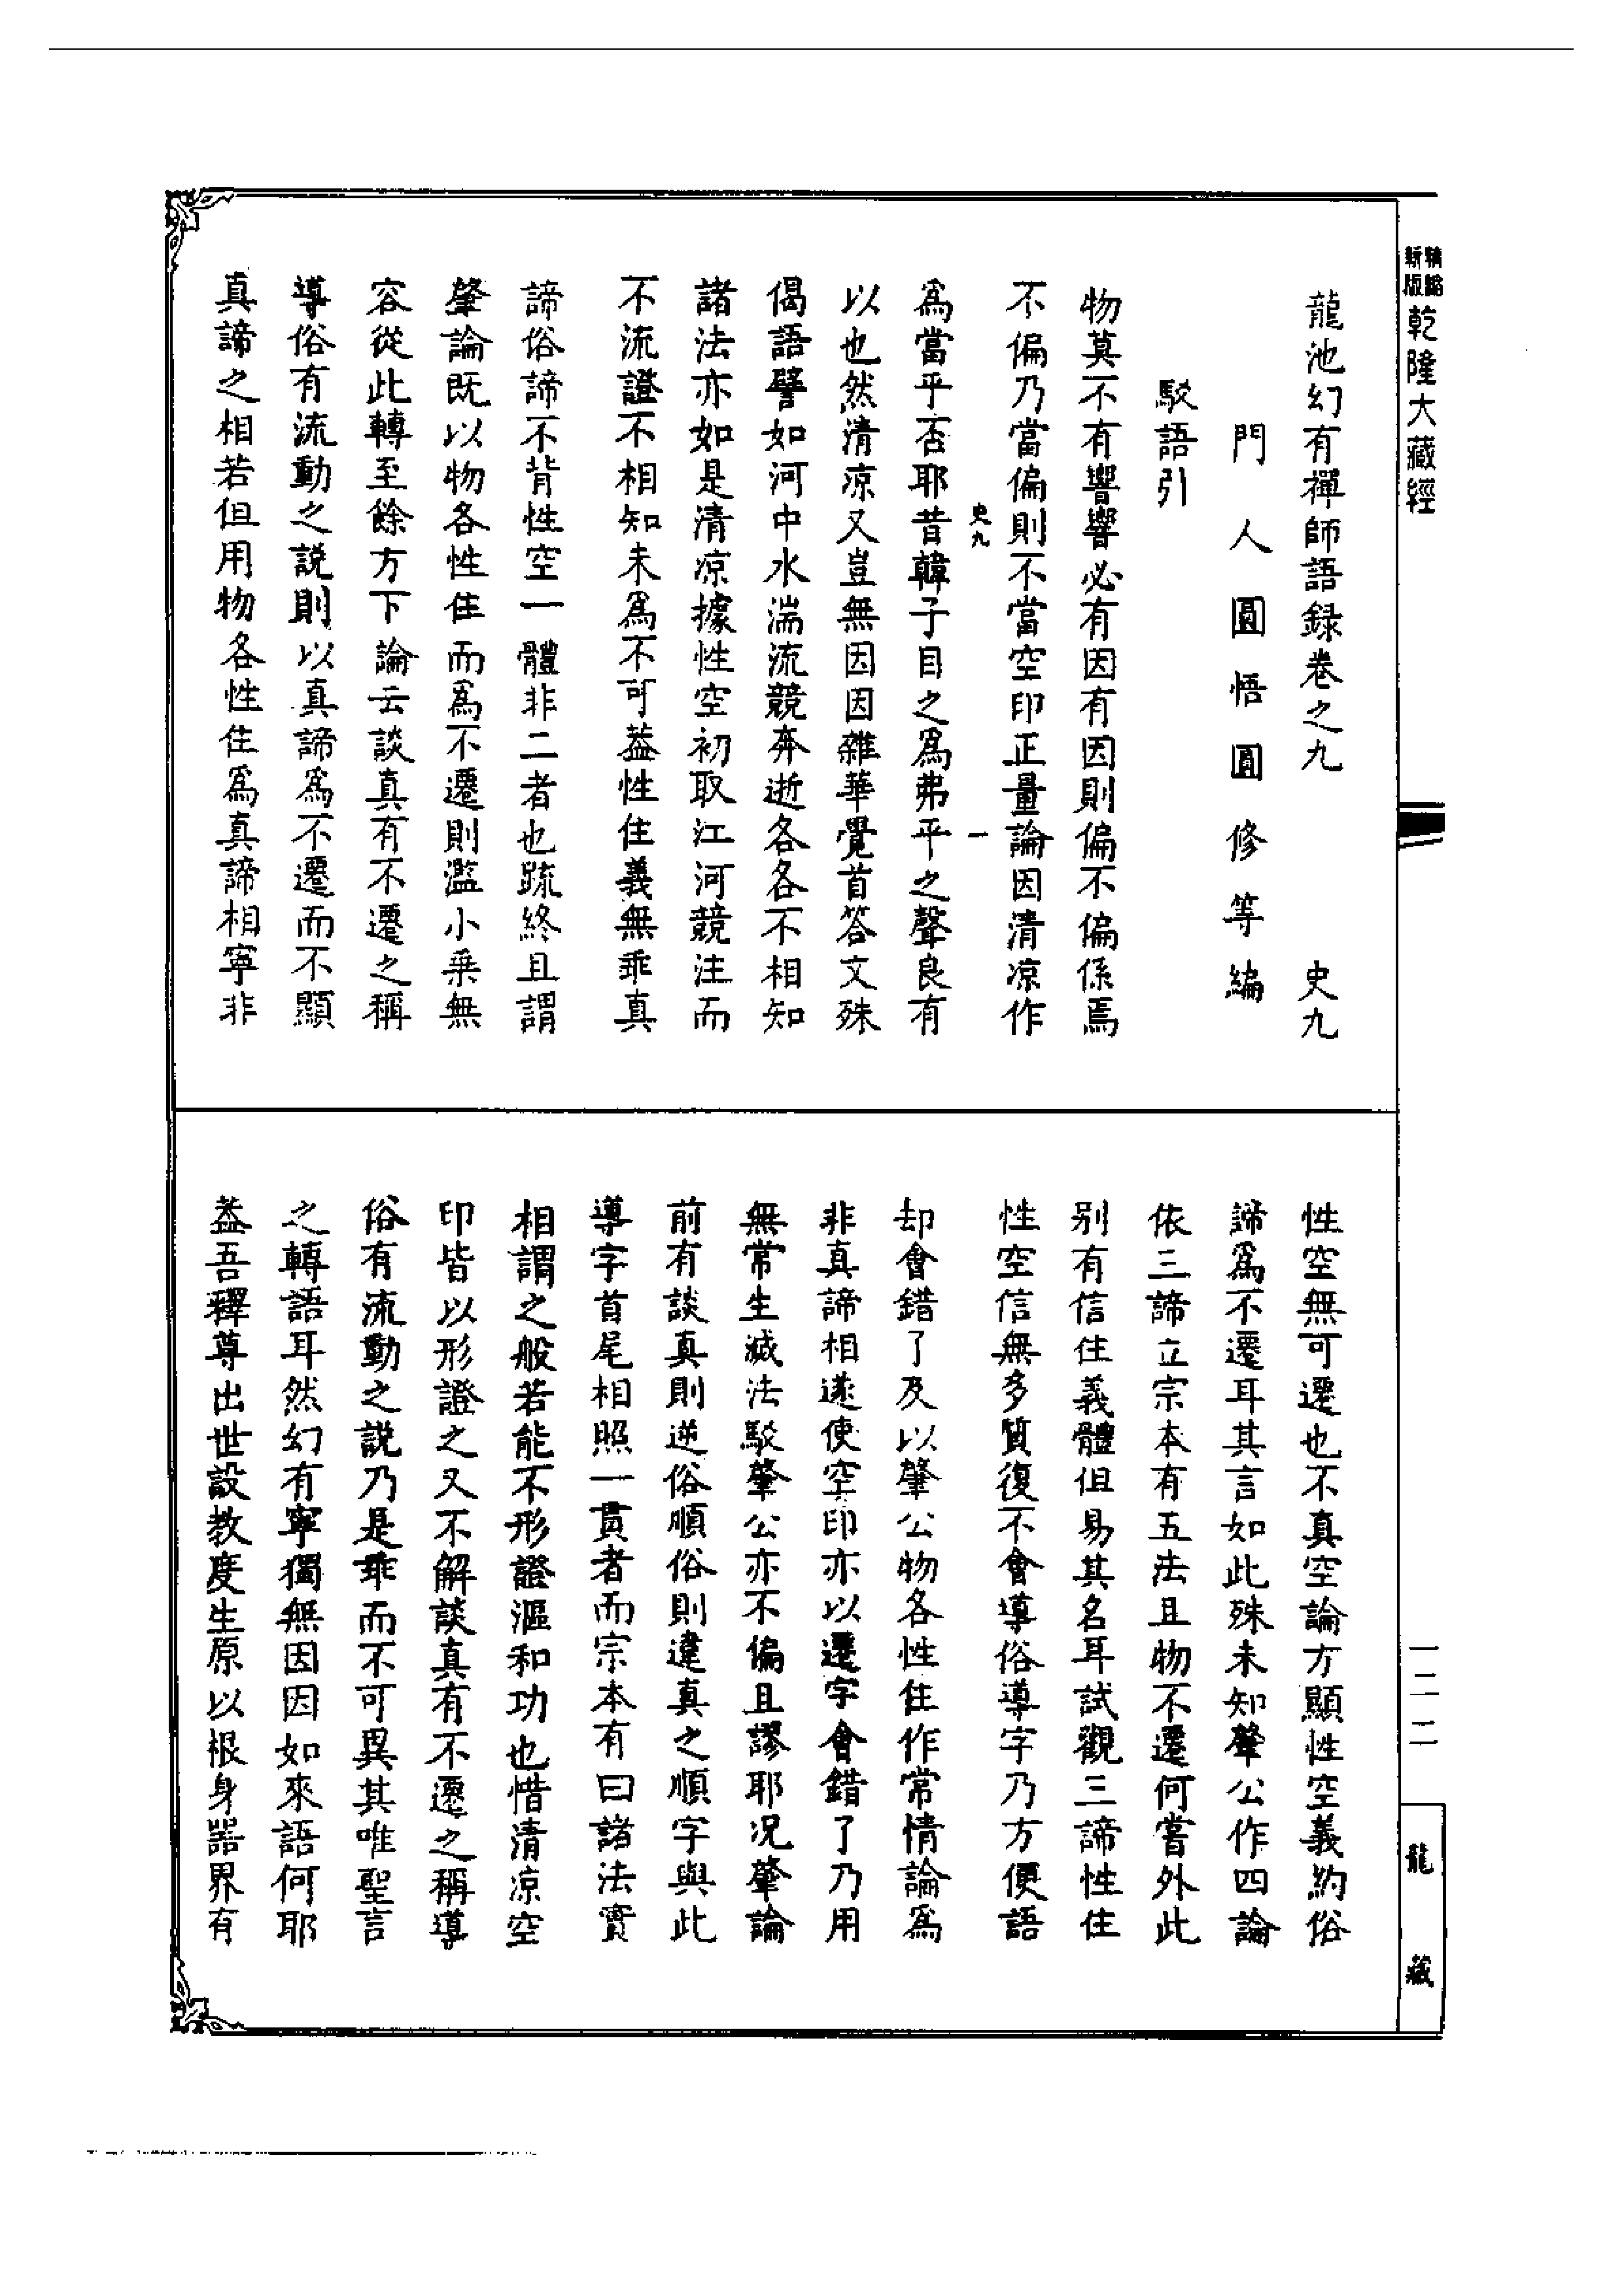 新版 精縮 乾隆大藏經
龍池幻有禪師語録卷之九 史九
門人圓悟圓修等編
駁語引
物莫不有響響必有因有因則偏不偏係焉
不偏乃當偏則不當空印正量論因清凉作
史九 一
爲當乎否耶昔韓子目之爲弗平之聲良有
以也然清凉又豈無因因雜華覺首答文殊
偈語譬如河中水湍流競奔逝各各不相知
諸法亦如是清凉據性空初取江河競注而
不流證不相知未爲不可葢性住義無乖真
諦俗諦不背性空一體非二者也䟽終且謂
肇論既以物各性住而爲不遷則濫小乗無
容從此轉至餘方下論云談真有不遷之稱
導俗有流動之説則以真諦爲不遷而不顯
真諦之相若但用物各性住爲真諦相寧非
性空無可遷也不真空論方顯性空義約俗
諦爲不遷耳其言如此殊未知肇公作四論
依三諦立宗本有五法且物不遷何嘗外此
别有信住義體但易其名耳試觀三諦性住
性空信無多質復不會導俗導字乃方便語
却會錯了及以肇公物各性住作常情論爲
非真諦相遂使空印亦以遷字會錯了乃用
無常生滅法駁肇公亦不偏且謬耶况肇論
前有談真則逆俗順俗則違真之順字與此
導字首尾相照一貫者而宗本有曰諸法實
相謂之般若能不形證漚和功也惜清凉空
印皆以形證之又不解談真有不遷之稱導
俗有流動之説乃是乖而不可異其唯聖言
之轉語耳然幻有寧獨無因因如來語何耶
葢吾釋尊出世設教度生原以根身器界有
一二二
龍藏